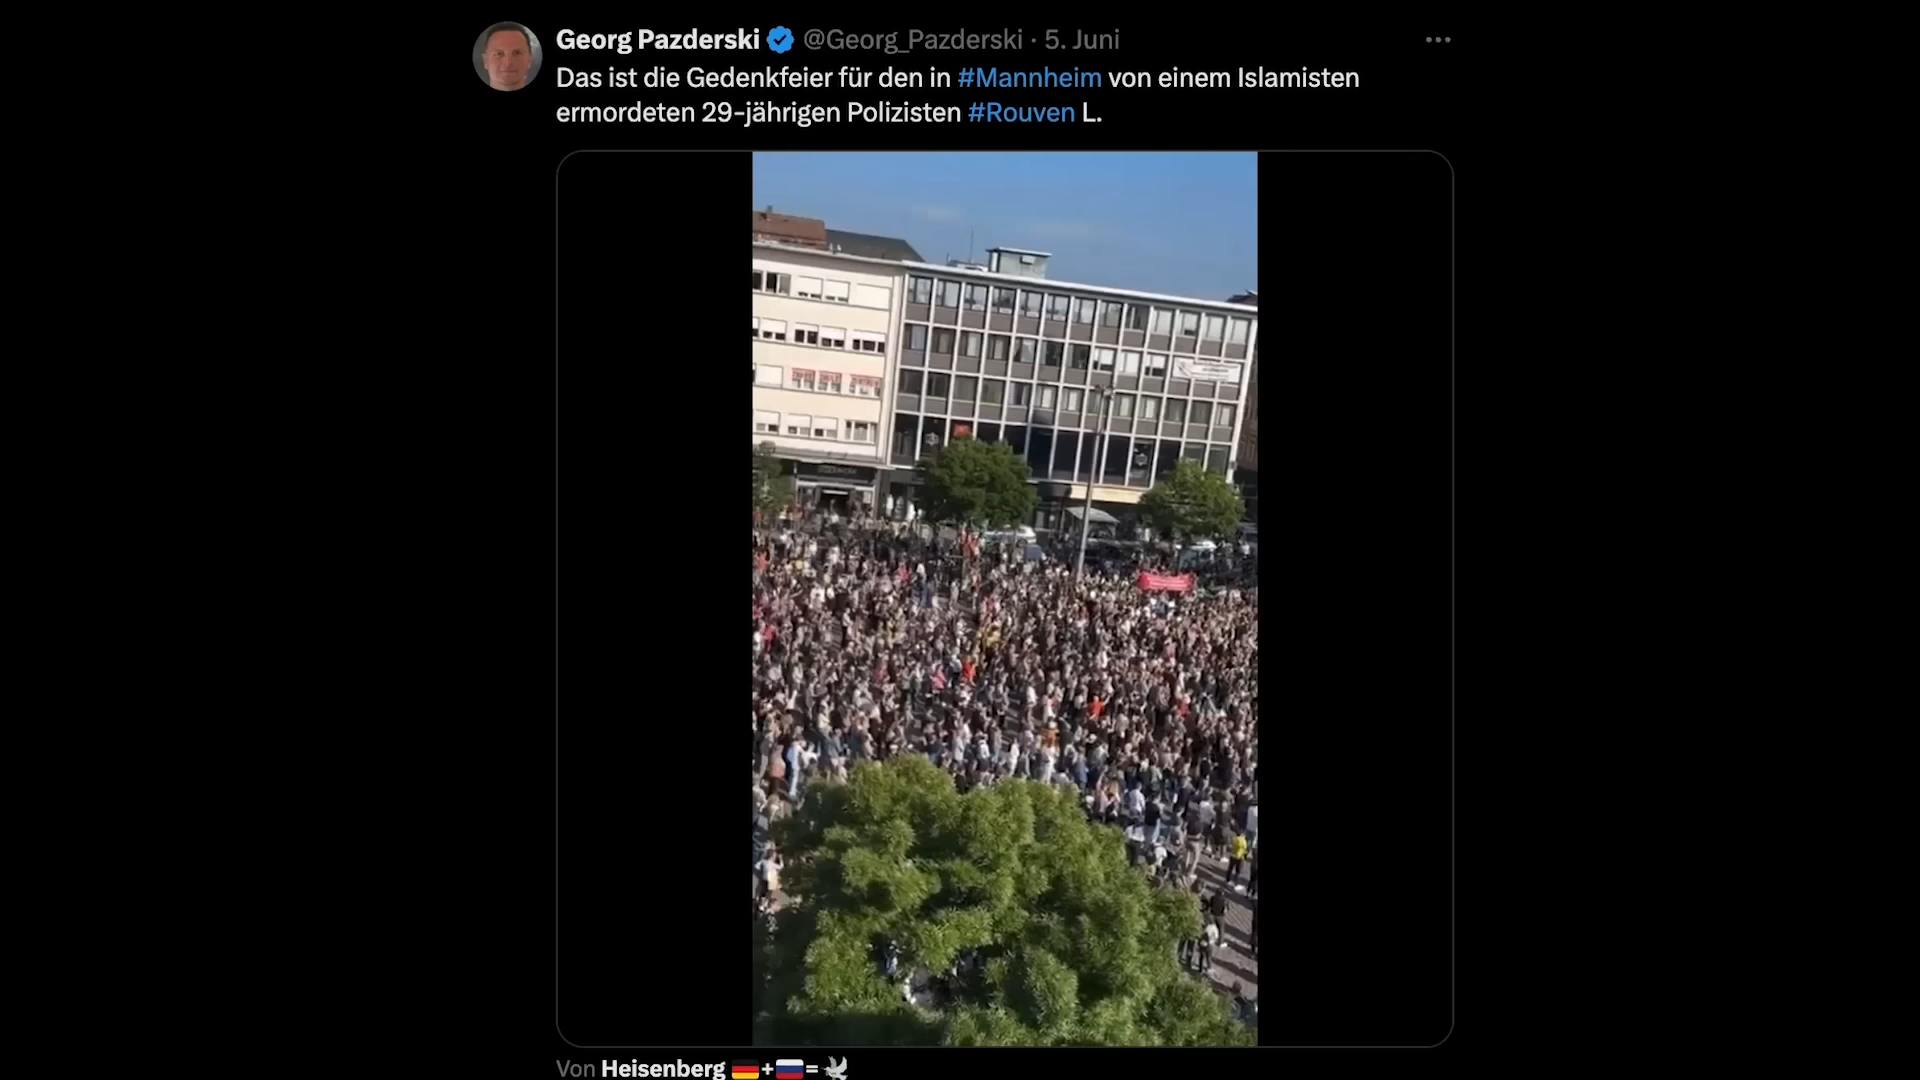 Georg Pazderski @Georg_Pazderski · 5. Juni
Das ist die Gedenkfeier für den in #Mannheim von einem Islamisten
ermordeten 29-jährigen Polizisten #Rouven L.
Von Heisenberg 🇩🇪+🇷🇺=🕊